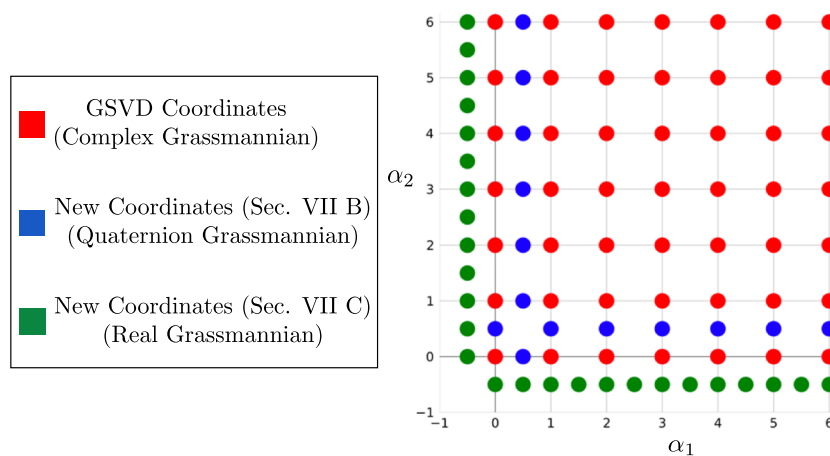 GSVD Coordinates
(Complex Grassmannian)
New Coordinates (Sec. VII B)
(Quaternion Grassmannian)
New Coordinates (Sec. VII C)
(Real Grassmannian)
α₂
6
5
4
3
2
1
0
−1
−1 0 1 2 3 4 5 6
α₁